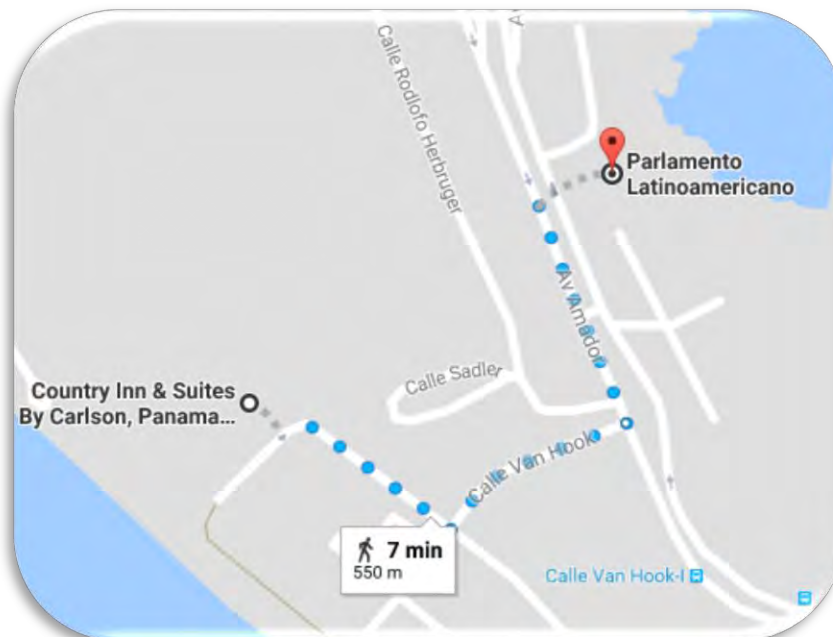 Calle Rodlofo Herbruger
Parlamento
Latinoamericano
Av Amador
Calle Sadler
Country Inn & Suites
By Carlson, Panama...
Calle Van Hook
7 min
550 m
Calle Van Hook-I